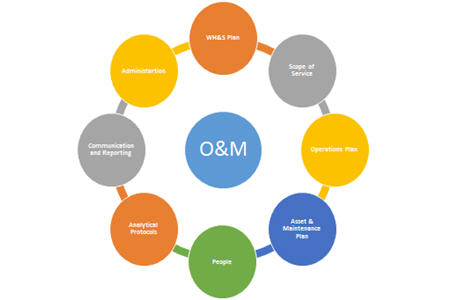 WH&S Plan
Scope of
Service
Operations Plan
Asset &
Maintenance
Plan
People
Analytical
Protocols
Communication
and Reporting
Administartion
O&M